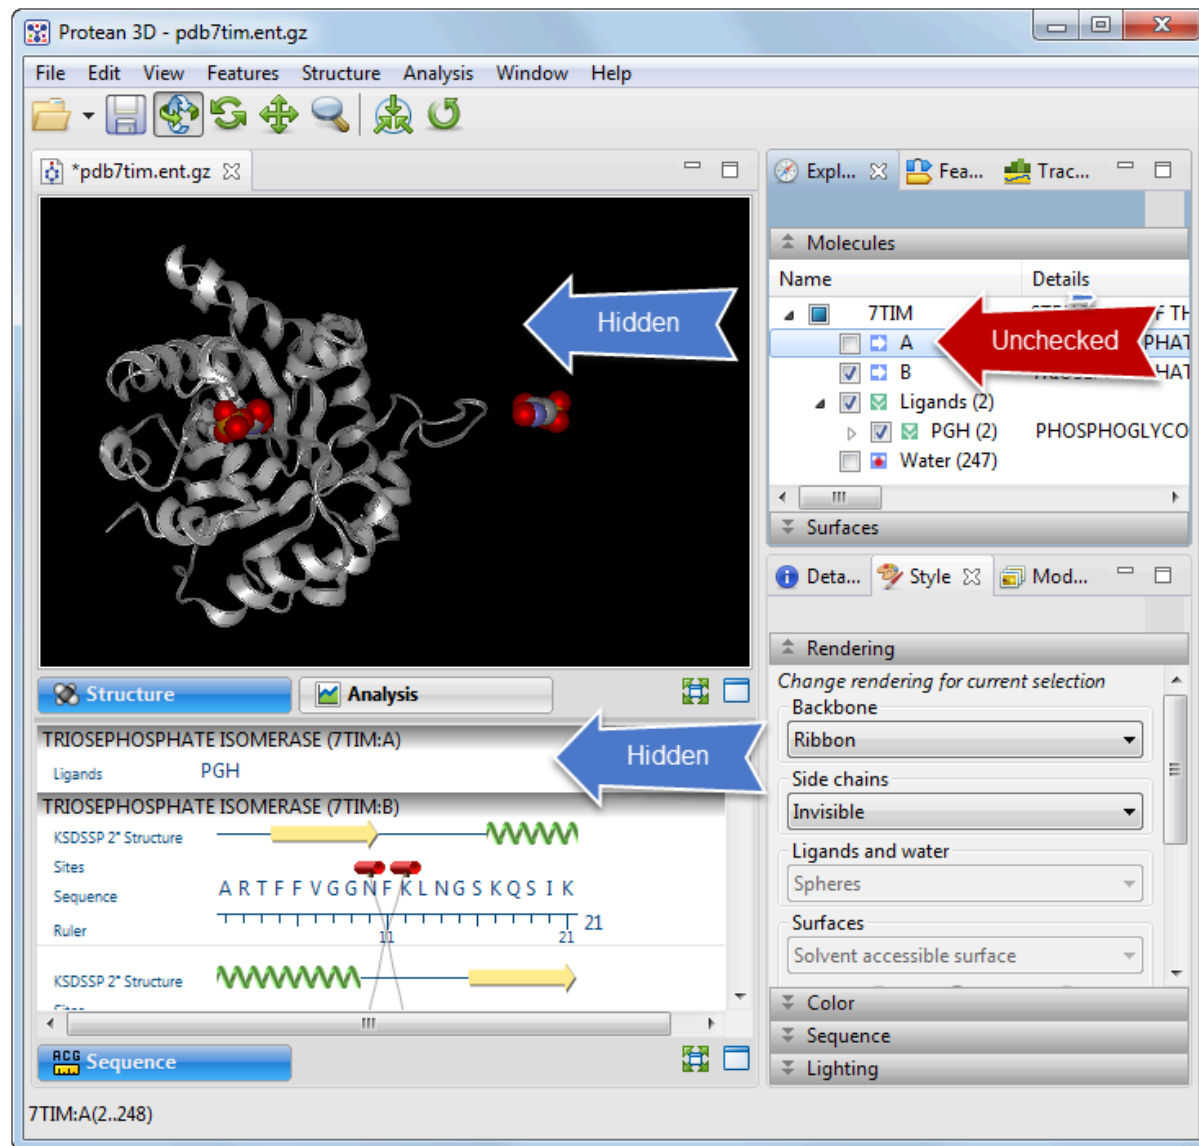 Protean 3D - pdb7tim.ent.gz
File Edit View Features Structure Analysis Window Help
*pdb7tim.ent.gz
Hidden
Structure Analysis
TRIOSEPHOSPHATE ISOMERASE (7TIM:A)
Hidden
Ligands PGH
TRIOSEPHOSPHATE ISOMERASE (7TIM:B)
KSDSSP 2° Structure
Sites
Sequence A R T F F V G G N F K L N G S K Q S I K
Ruler 11 21 21
KSDSSP 2° Structure
ACG Sequence
7TIM:A(2..248)
Expl... Fea... Trac...
Molecules
Name Details
7TIM
A Unchecked PHAT
B
Ligands (2)
PGH (2) PHOSPHOGLYCO
Water (247)
Surfaces
Deta... Style Mod...
Rendering
Change rendering for current selection
Backbone
Ribbon
Side chains
Invisible
Ligands and water
Spheres
Surfaces
Solvent accessible surface
Color
Sequence
Lighting